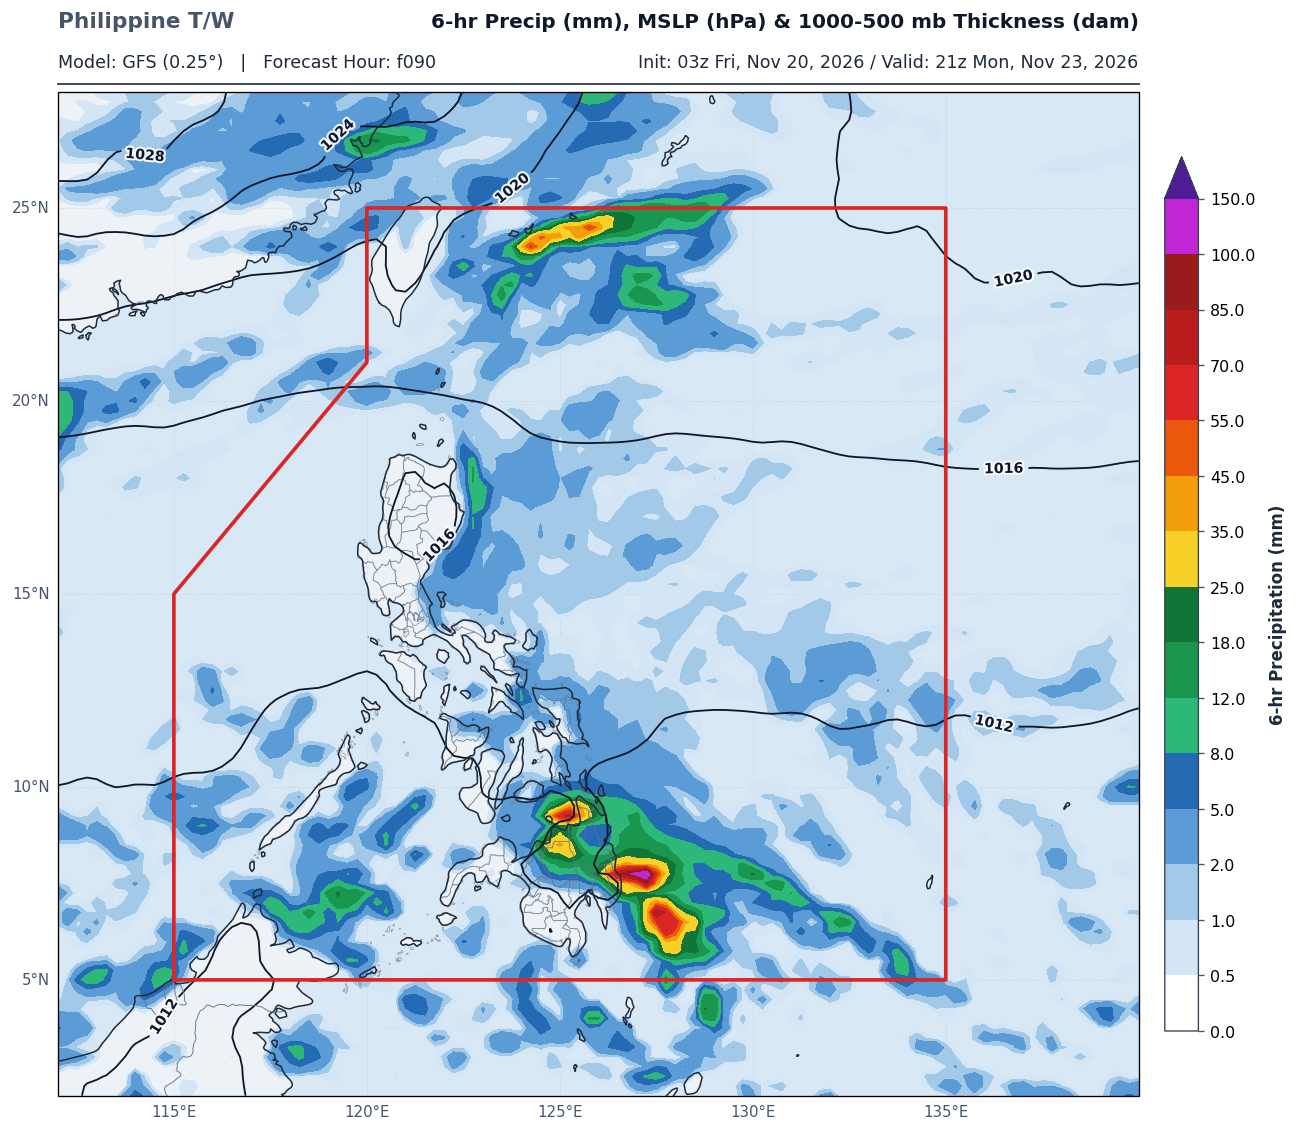 Philippine T/W
6-hr Precip (mm), MSLP (hPa) & 1000-500 mb Thickness (dam)
Model: GFS (0.25°) | Forecast Hour: f090
Init: 03z Fri, Nov 20, 2026 / Valid: 21z Mon, Nov 23, 2026
1028
1024
1020
1020
1016
1016
1012
1012
25°N
20°N
15°N
10°N
5°N
115°E
120°E
125°E
130°E
135°E
150.0
100.0
85.0
70.0
55.0
45.0
35.0
25.0
18.0
12.0
8.0
5.0
2.0
1.0
0.5
0.0
6-hr Precipitation (mm)